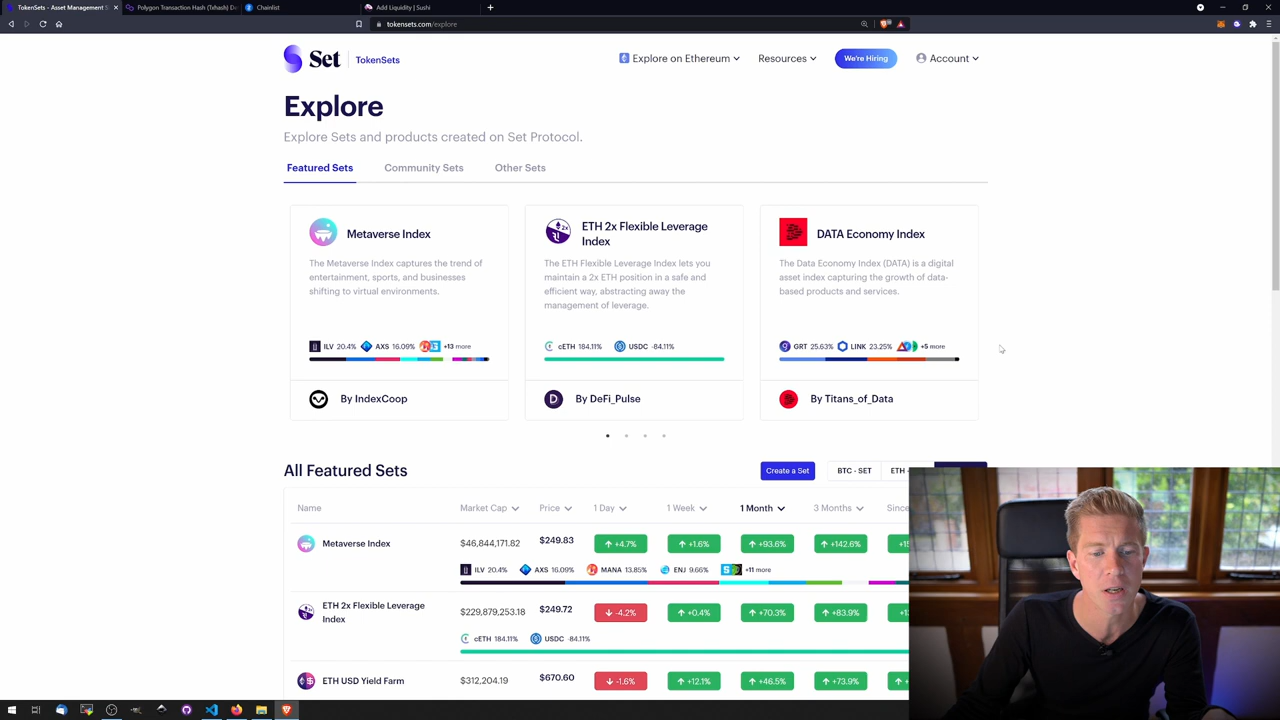 TokenSets - Asset Management S
Polygon Transaction Hash (Txhash) De
Chainlist
Add Liquidity | Sushi
tokensets.com/explore
Set
TokenSets
Explore on Ethereum
Resources
We're Hiring
Account
Explore
Explore Sets and products created on Set Protocol.
Featured Sets
Community Sets
Other Sets
Metaverse Index
The Metaverse Index captures the trend of
entertainment, sports, and businesses
shifting to virtual environments.
ILV 20.4%
AXS 16.09%
+13 more
By IndexCoop
ETH 2x Flexible Leverage
Index
The ETH Flexible Leverage Index lets you
maintain a 2x ETH position in a safe and
efficient way, abstracting away the
management of leverage.
cETH 184.11%
USDC -84.11%
By DeFi_Pulse
DATA Economy Index
The Data Economy Index (DATA) is a digital
asset index capturing the growth of data-
based products and services.
GRT 25.63%
LINK 23.25%
+5 more
By Titans_of_Data
All Featured Sets
Create a Set
BTC - SET
ETH -
Name
Market Cap
Price
1 Day
1 Week
1 Month
3 Months
Since
Metaverse Index
$46,844,171.82
$249.83
+4.7%
+1.6%
+93.6%
+142.6%
ILV 20.4%
AXS 16.09%
MANA 13.85%
ENJ 9.66%
+11 more
ETH 2x Flexible Leverage
Index
$229,879,253.18
$249.72
-4.2%
+0.4%
+70.3%
+83.9%
cETH 184.11%
USDC -84.11%
ETH USD Yield Farm
$312,204.19
$670.60
-1.6%
+12.1%
+46.5%
+73.9%